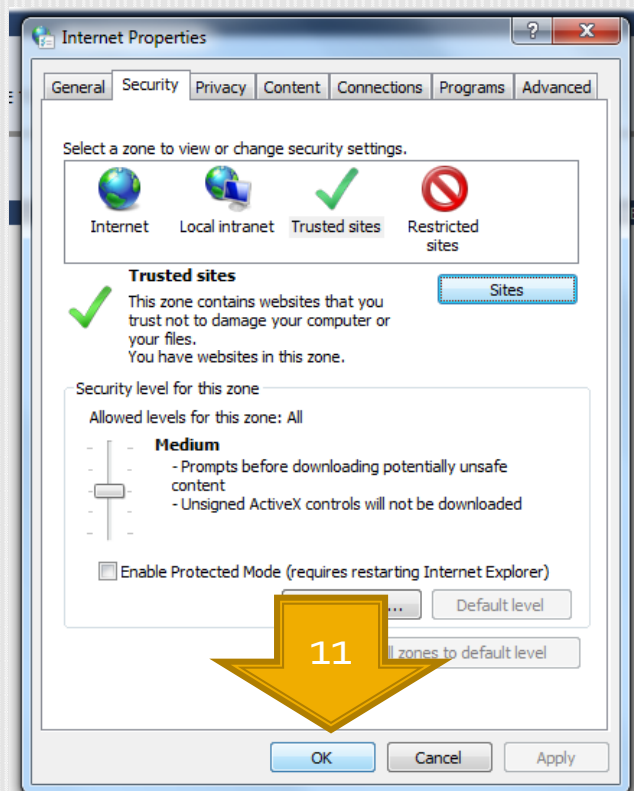 Internet Properties
?
X
General Security Privacy Content Connections Programs Advanced
Select a zone to view or change security settings.
Internet Local intranet Trusted sites Restricted
sites
Trusted sites
Sites
This zone contains websites that you
trust not to damage your computer or
your files.
You have websites in this zone.
Security level for this zone
Allowed levels for this zone: All
Medium
- Prompts before downloading potentially unsafe
content
- Unsigned ActiveX controls will not be downloaded
Enable Protected Mode (requires restarting Internet Explorer)
... Default level
11
zones to default level
OK Cancel Apply